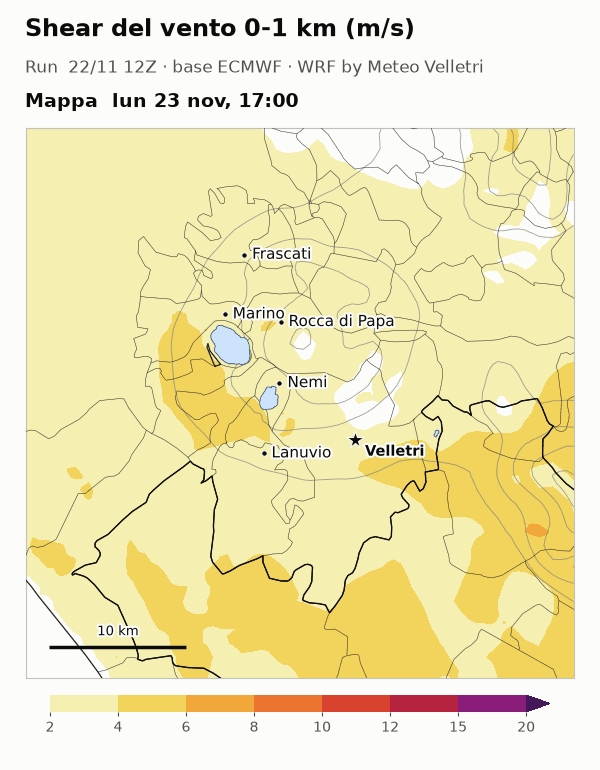 Shear del vento 0-1 km (m/s)
Run  22/11 12Z · base ECMWF · WRF by Meteo Velletri
Mappa  lun 23 nov, 17:00
Frascati
Marino
Rocca di Papa
Nemi
Velletri
Lanuvio
10 km
2 4 6 8 10 12 15 20